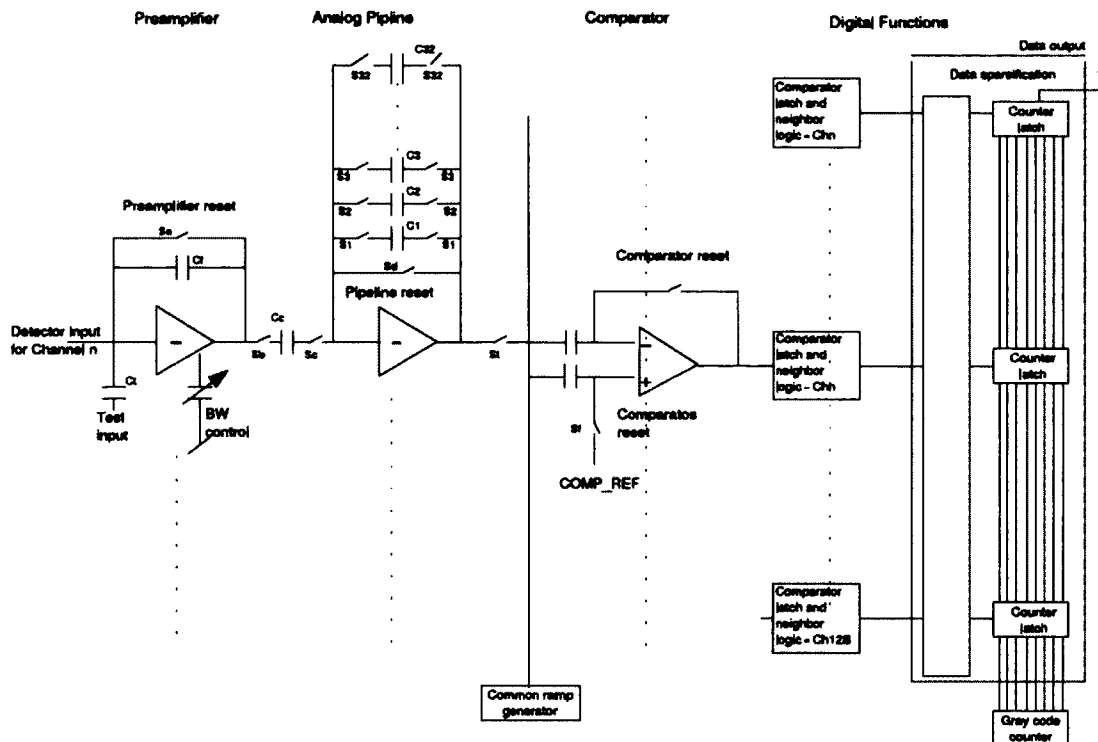 Preamplifier
Analog Pipline
Comparator
Digital Functions
Data output
Data sparsification
C32
S32
S32
Comparator
latch and
neighbor
logic - Chn
Counter
latch
C3
S3
S3
C2
S2
S2
C1
S1
S1
Sd
Pipeline reset
Preamplifier reset
Cf
Comparator reset
Detector Input
for Channel n
Cc
Sb
Sc
St
Comparator
latch and
neighbor
Counter
latch
Ct
Test
input
BW
control
Sf
Comparatos
reset
COMP_REF
Comparator
latch and
neighbor
logic - Ch128
Counter
latch
Common ramp
generator
Gray code
counter